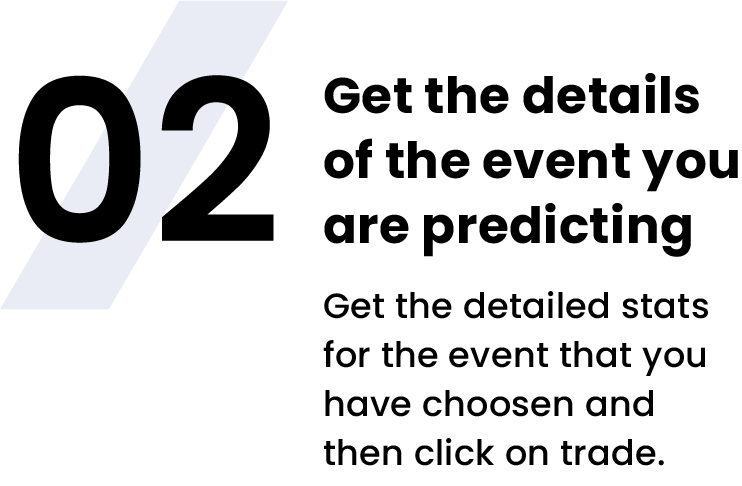 02
Get the details
of the event you
are predicting
Get the detailed stats
for the event that you
have choosen and
then click on trade.